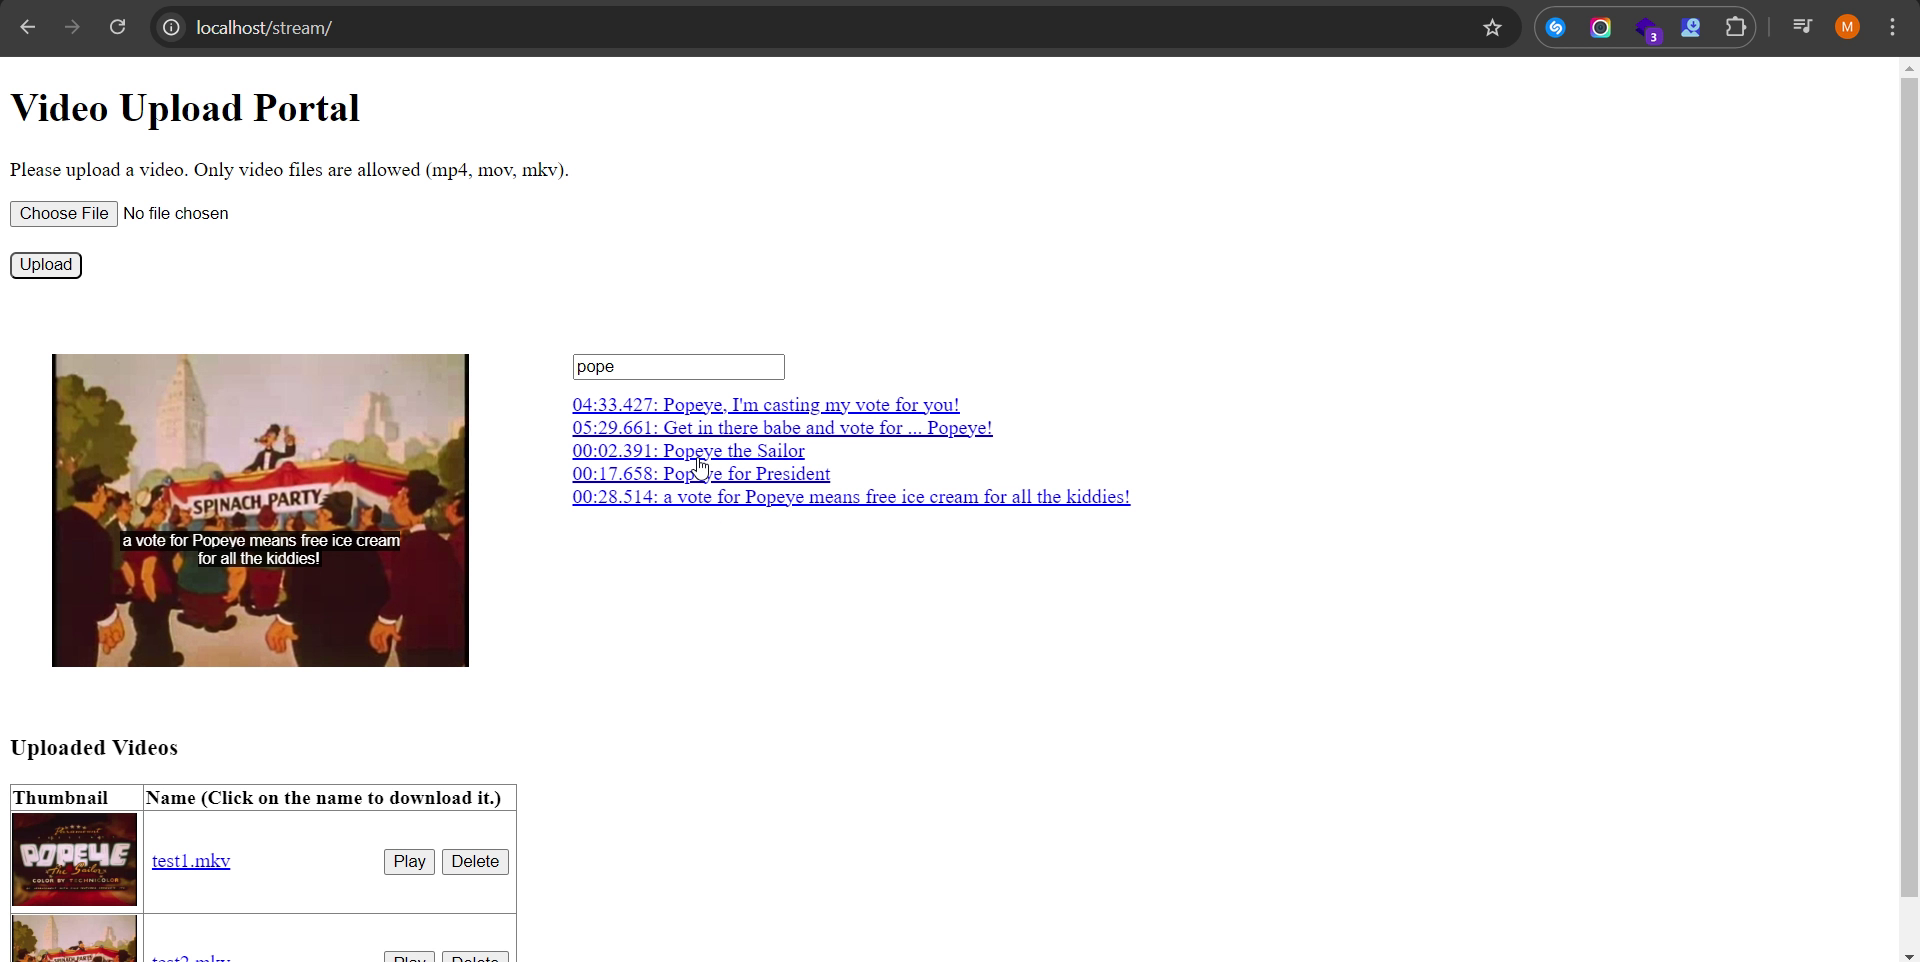 localhost/stream/
3
M
Video Upload Portal
Please upload a video. Only video files are allowed (mp4, mov, mkv).
Choose File No file chosen
Upload
pope
04:33.427: Popeye, I'm casting my vote for you!
05:29.661: Get in there babe and vote for ... Popeye!
00:02.391: Popeye the Sailor
00:17.658: Popeye for President
00:28.514: a vote for Popeye means free ice cream for all the kiddies!
SPINACH PARTY
a vote for Popeye means free ice cream
for all the kiddies!
Uploaded Videos
Thumbnail Name (Click on the name to download it.)
Paramount
POPEYE
The Sailor
COLOR BY TECHNICOLOR
test1.mkv Play Delete
SPINACH PARTY
test2.mkv Play Delete